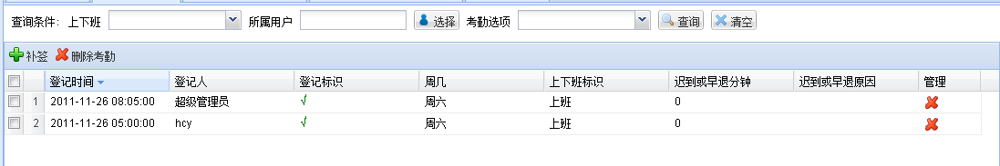 查询条件: 上下班 所属用户 选择 考勤选项 查询 清空
补签 删除考勤
登记时间 登记人 登记标识 周几 上下班标识 迟到或早退分钟 迟到或早退原因 管理
1 2011-11-26 08:05:00 超级管理员 √ 周六 上班 0
2 2011-11-26 05:00:00 hcy √ 周六 上班 0